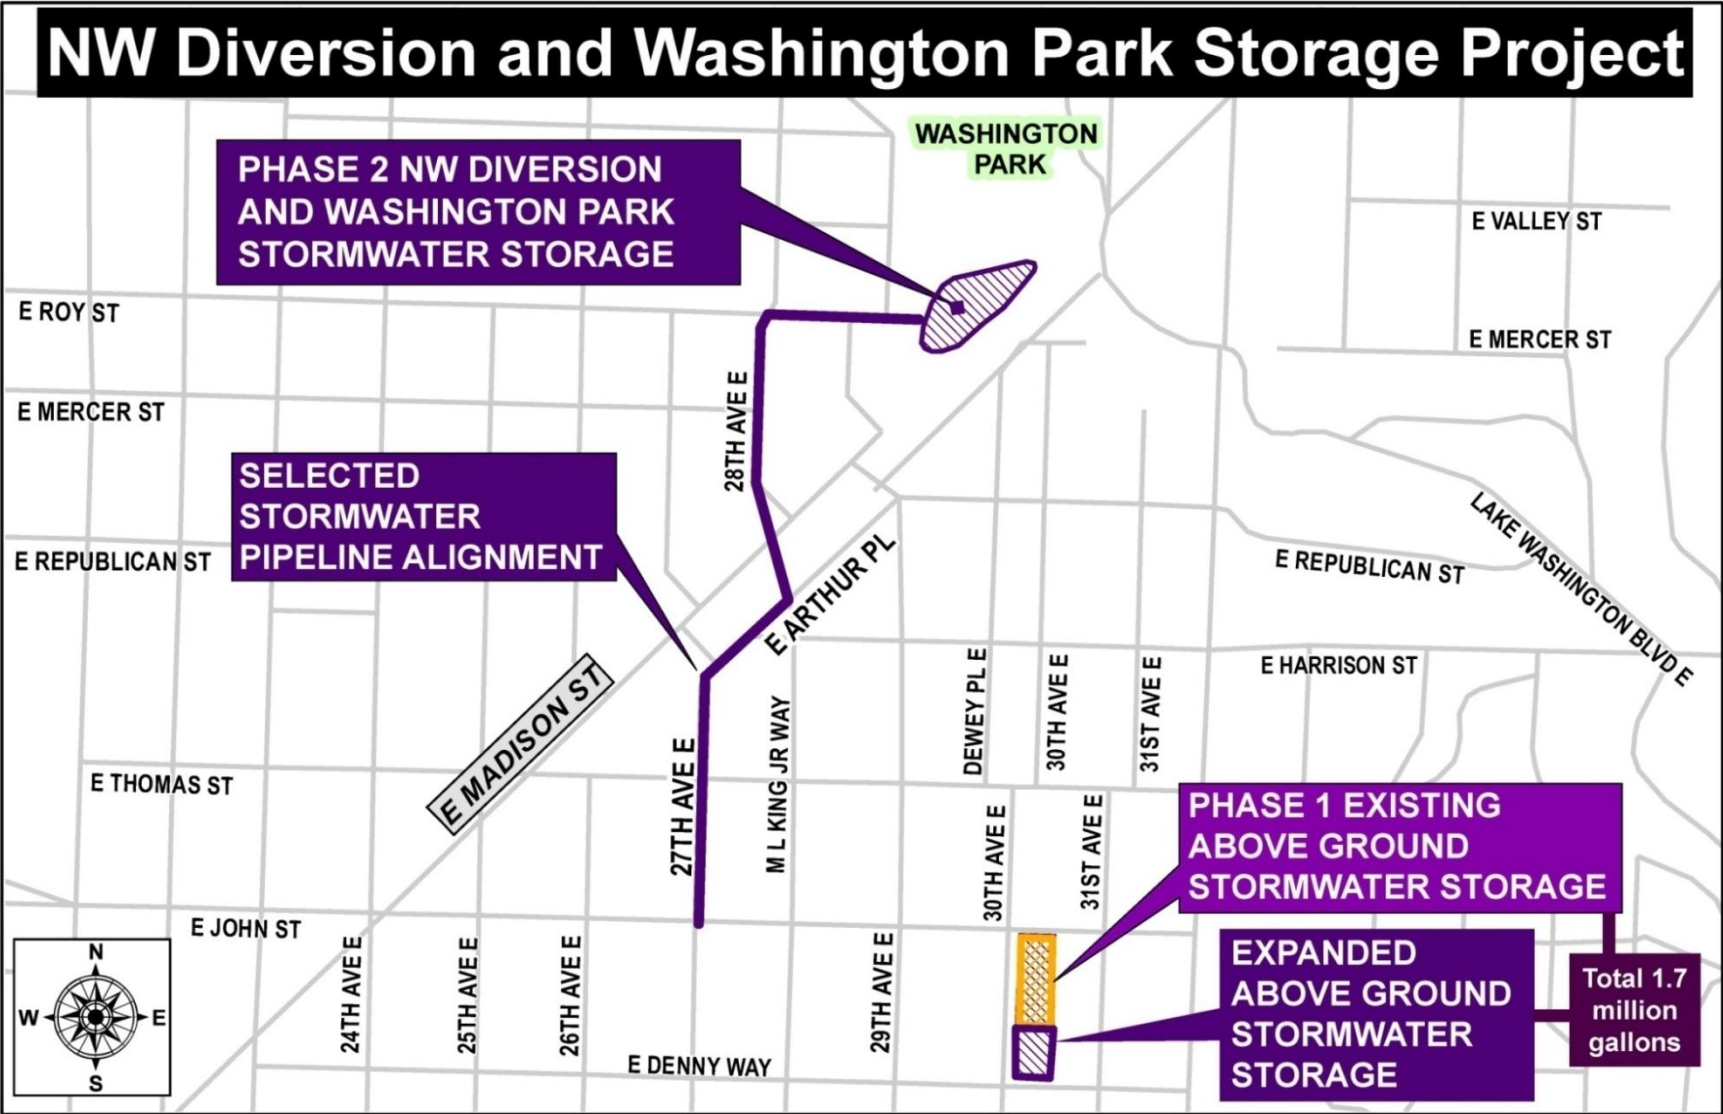 NW Diversion and Washington Park Storage Project
WASHINGTON
PARK
PHASE 2 NW DIVERSION
AND WASHINGTON PARK
STORMWATER STORAGE
E VALLEY ST
E ROY ST
E MERCER ST
E MERCER ST
28TH AVE E
SELECTED
STORMWATER
PIPELINE ALIGNMENT
LAKE WASHINGTON BLVD E
E REPUBLICAN ST
E REPUBLICAN ST
E ARTHUR PL
E HARRISON ST
E MADISON ST
DEWEY PL E
30TH AVE E
31ST AVE E
27TH AVE E
M L KING JR WAY
E THOMAS ST
30TH AVE E
31ST AVE E
PHASE 1 EXISTING
ABOVE GROUND
STORMWATER STORAGE
E JOHN ST
N
W
E
S
24TH AVE E
25TH AVE E
26TH AVE E
29TH AVE E
E DENNY WAY
EXPANDED
ABOVE GROUND
STORMWATER
STORAGE
Total 1.7
million
gallons